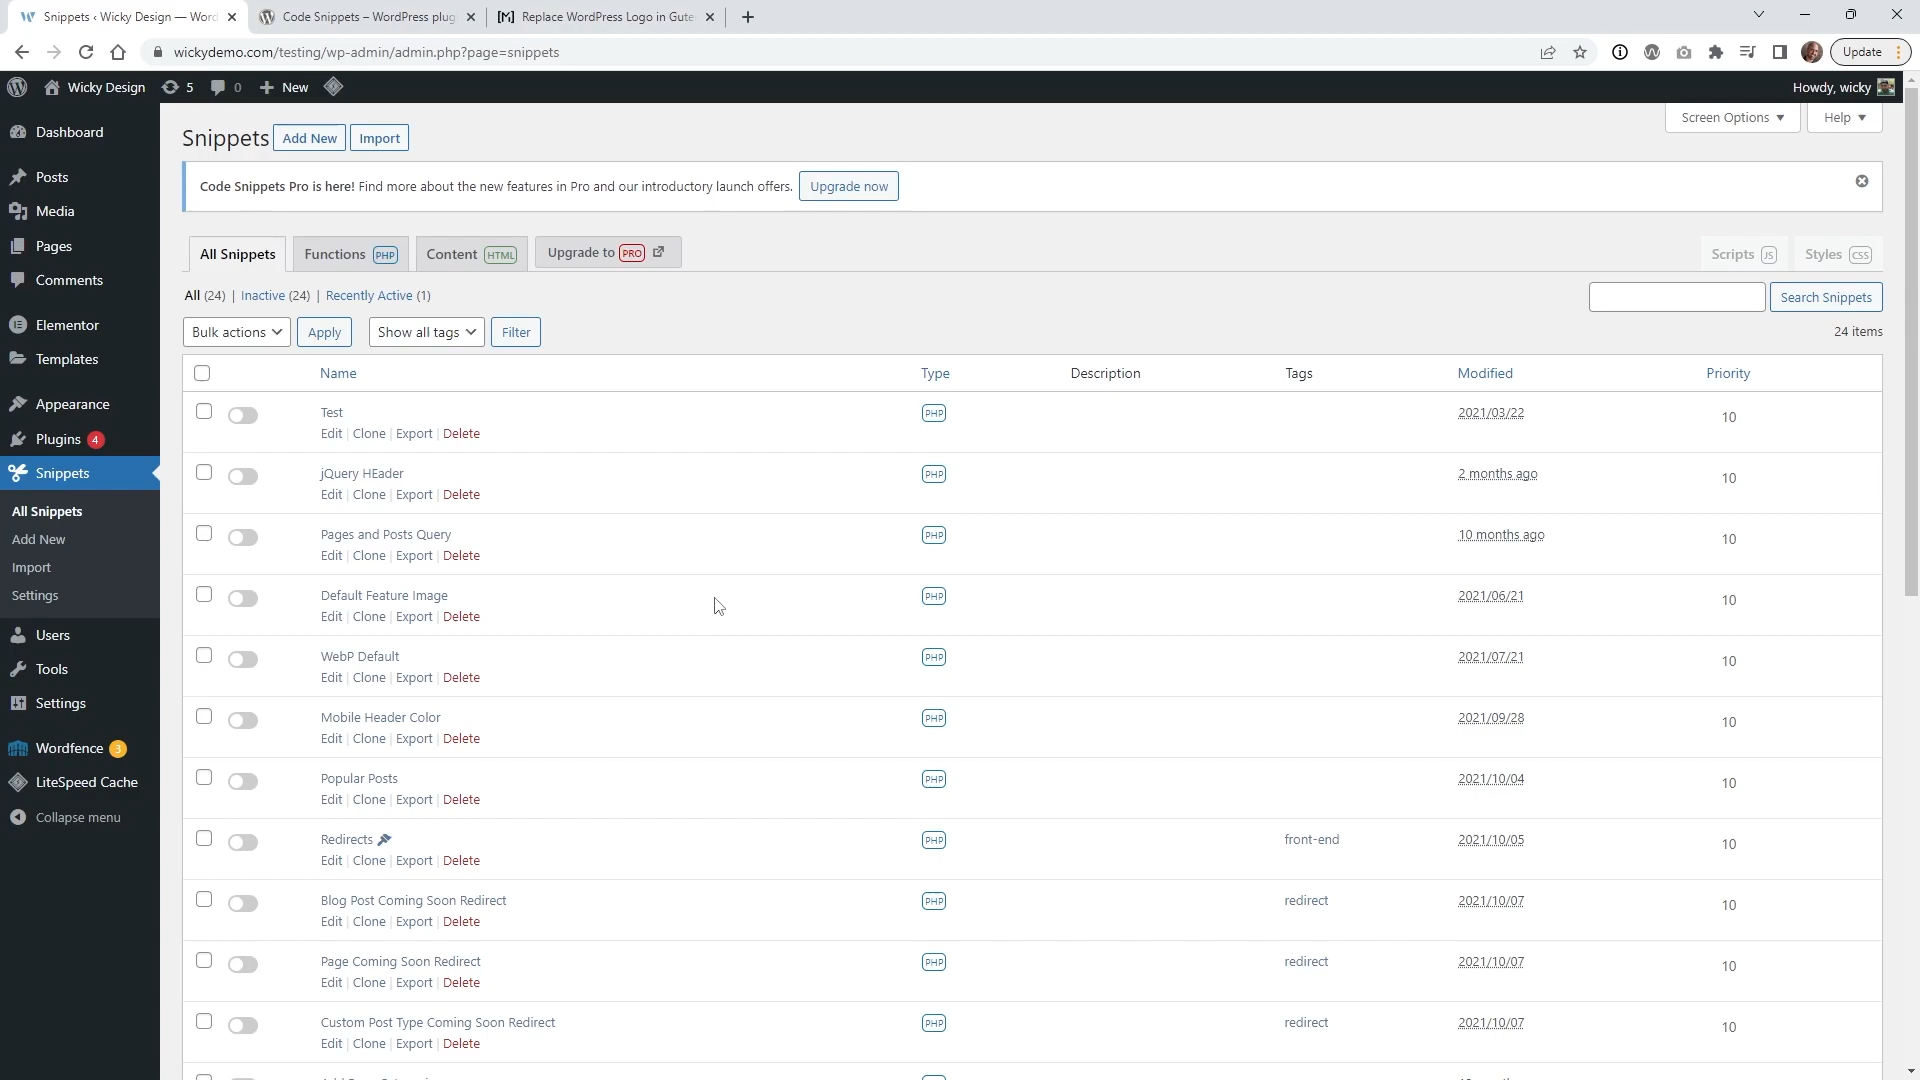 Snippets ‹ Wicky Design — Word
Code Snippets – WordPress plug
[M] Replace WordPress Logo in Gute
wickydemo.com/testing/wp-admin/admin.php?page=snippets
Update
Wicky Design 5 0 New
Howdy, wicky
Dashboard
Posts
Media
Pages
Comments
Elementor
Templates
Appearance
Plugins 4
Snippets
All Snippets
Add New
Import
Settings
Users
Tools
Settings
Wordfence 3
LiteSpeed Cache
Collapse menu
Screen Options
Help
Snippets Add New Import
Code Snippets Pro is here! Find more about the new features in Pro and our introductory launch offers. Upgrade now
All Snippets Functions PHP Content HTML Upgrade to PRO Scripts JS Styles CSS
All (24) | Inactive (24) | Recently Active (1)
Search Snippets
Bulk actions Apply Show all tags Filter
24 items
Name Type Description Tags Modified Priority
Test PHP 2021/03/22 10
Edit | Clone | Export | Delete
jQuery HEader PHP 2 months ago 10
Edit | Clone | Export | Delete
Pages and Posts Query PHP 10 months ago 10
Edit | Clone | Export | Delete
Default Feature Image PHP 2021/06/21 10
Edit | Clone | Export | Delete
WebP Default PHP 2021/07/21 10
Edit | Clone | Export | Delete
Mobile Header Color PHP 2021/09/28 10
Edit | Clone | Export | Delete
Popular Posts PHP 2021/10/04 10
Edit | Clone | Export | Delete
Redirects PHP front-end 2021/10/05 10
Edit | Clone | Export | Delete
Blog Post Coming Soon Redirect PHP redirect 2021/10/07 10
Edit | Clone | Export | Delete
Page Coming Soon Redirect PHP redirect 2021/10/07 10
Edit | Clone | Export | Delete
Custom Post Type Coming Soon Redirect PHP redirect 2021/10/07 10
Edit | Clone | Export | Delete